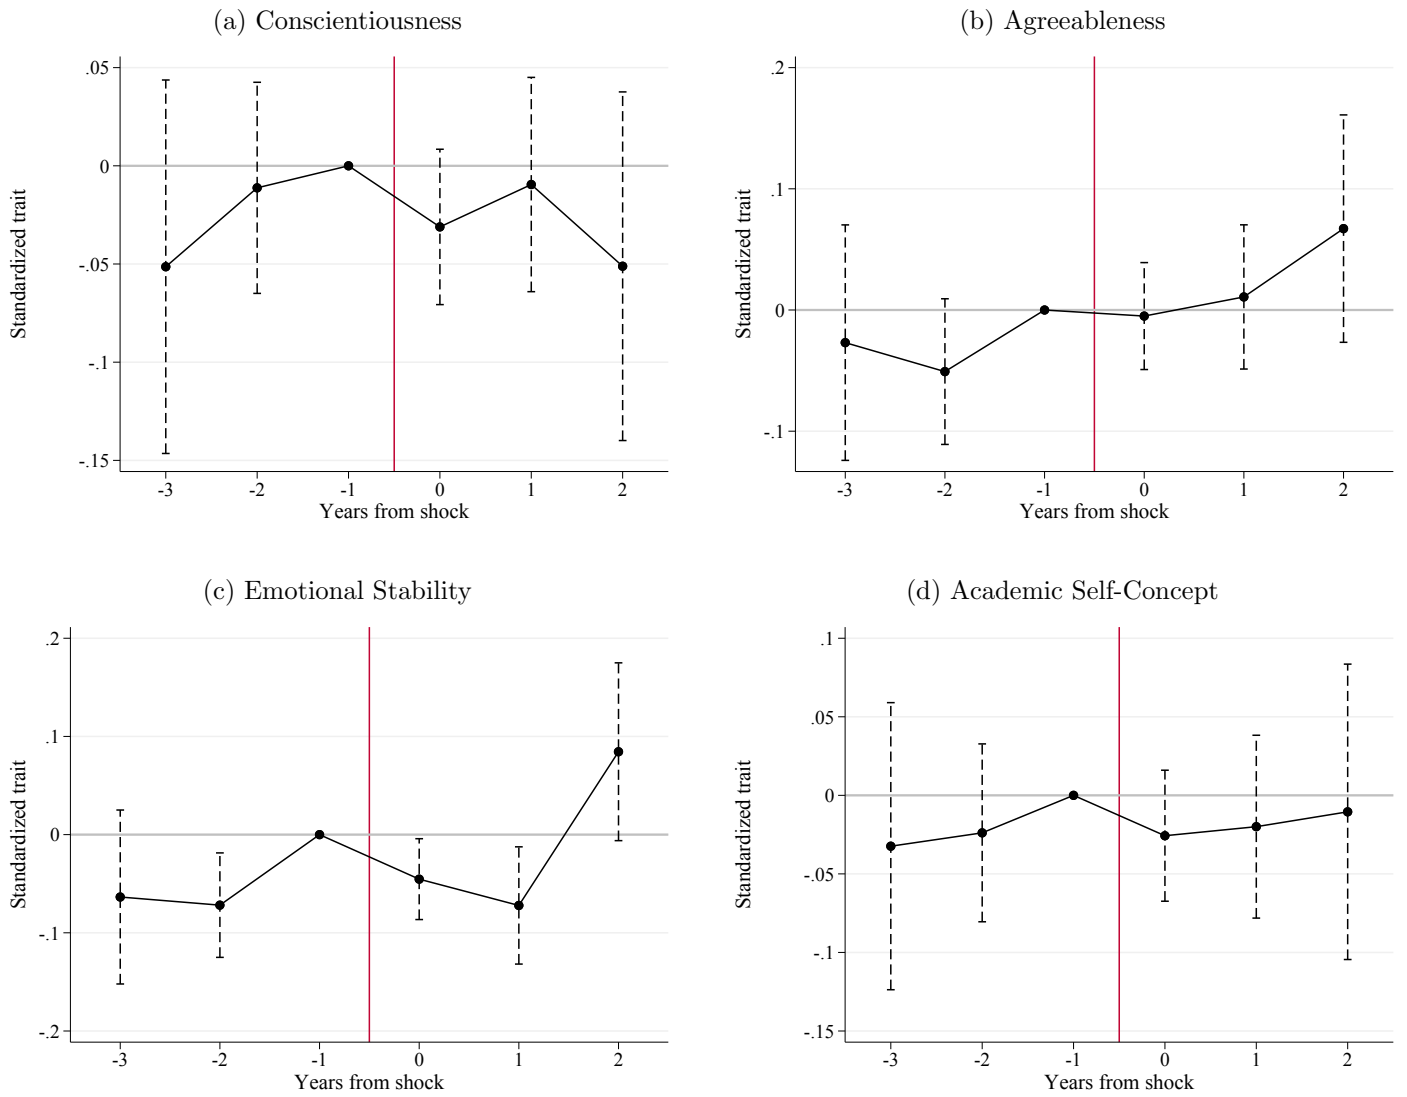 (a) Conscientiousness
.05
0
-.05
-.1
-.15
Standardized trait
-3 -2 -1 0 1 2
Years from shock
(b) Agreeableness
.2
.1
0
-.1
Standardized trait
-3 -2 -1 0 1 2
Years from shock
(c) Emotional Stability
.2
.1
0
-.1
-.2
Standardized trait
-3 -2 -1 0 1 2
Years from shock
(d) Academic Self-Concept
.1
.05
0
-.05
-.1
-.15
Standardized trait
-3 -2 -1 0 1 2
Years from shock